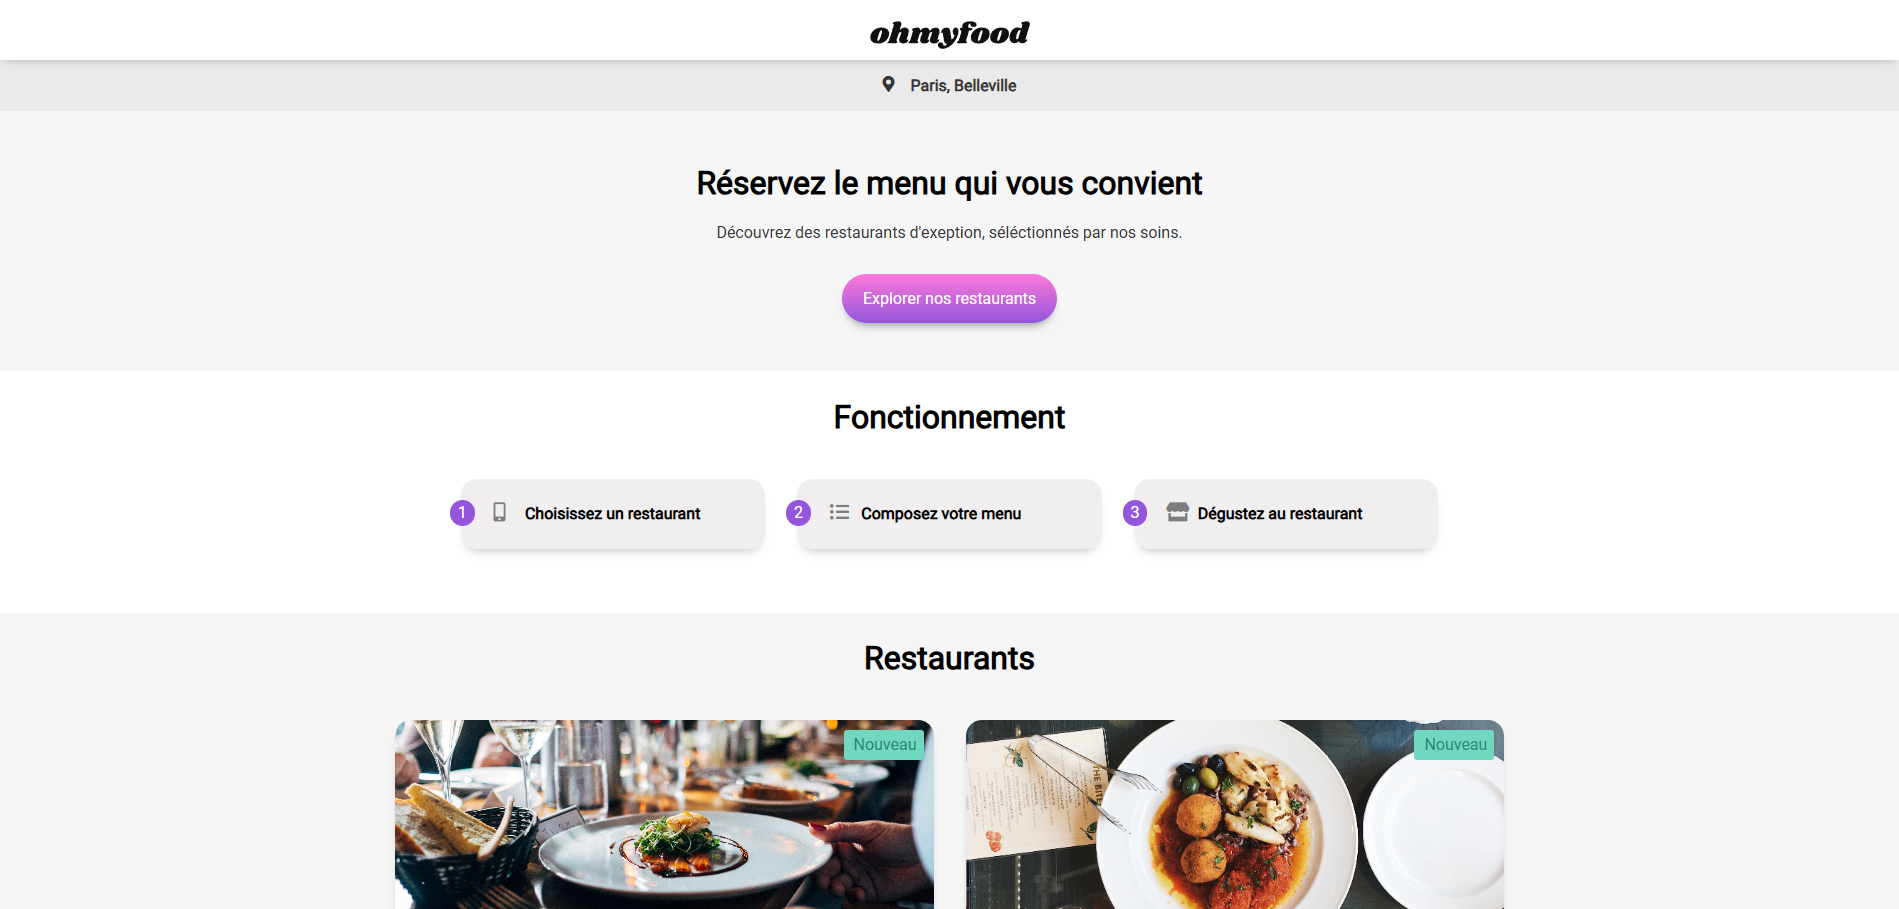 ohmyfood
Paris, Belleville
Réservez le menu qui vous convient
Découvrez des restaurants d'exeption, séléctionnés par nos soins.
Explorer nos restaurants
Fonctionnement
1 Choisissez un restaurant
2 Composez votre menu
3 Dégustez au restaurant
Restaurants
Nouveau
Nouveau